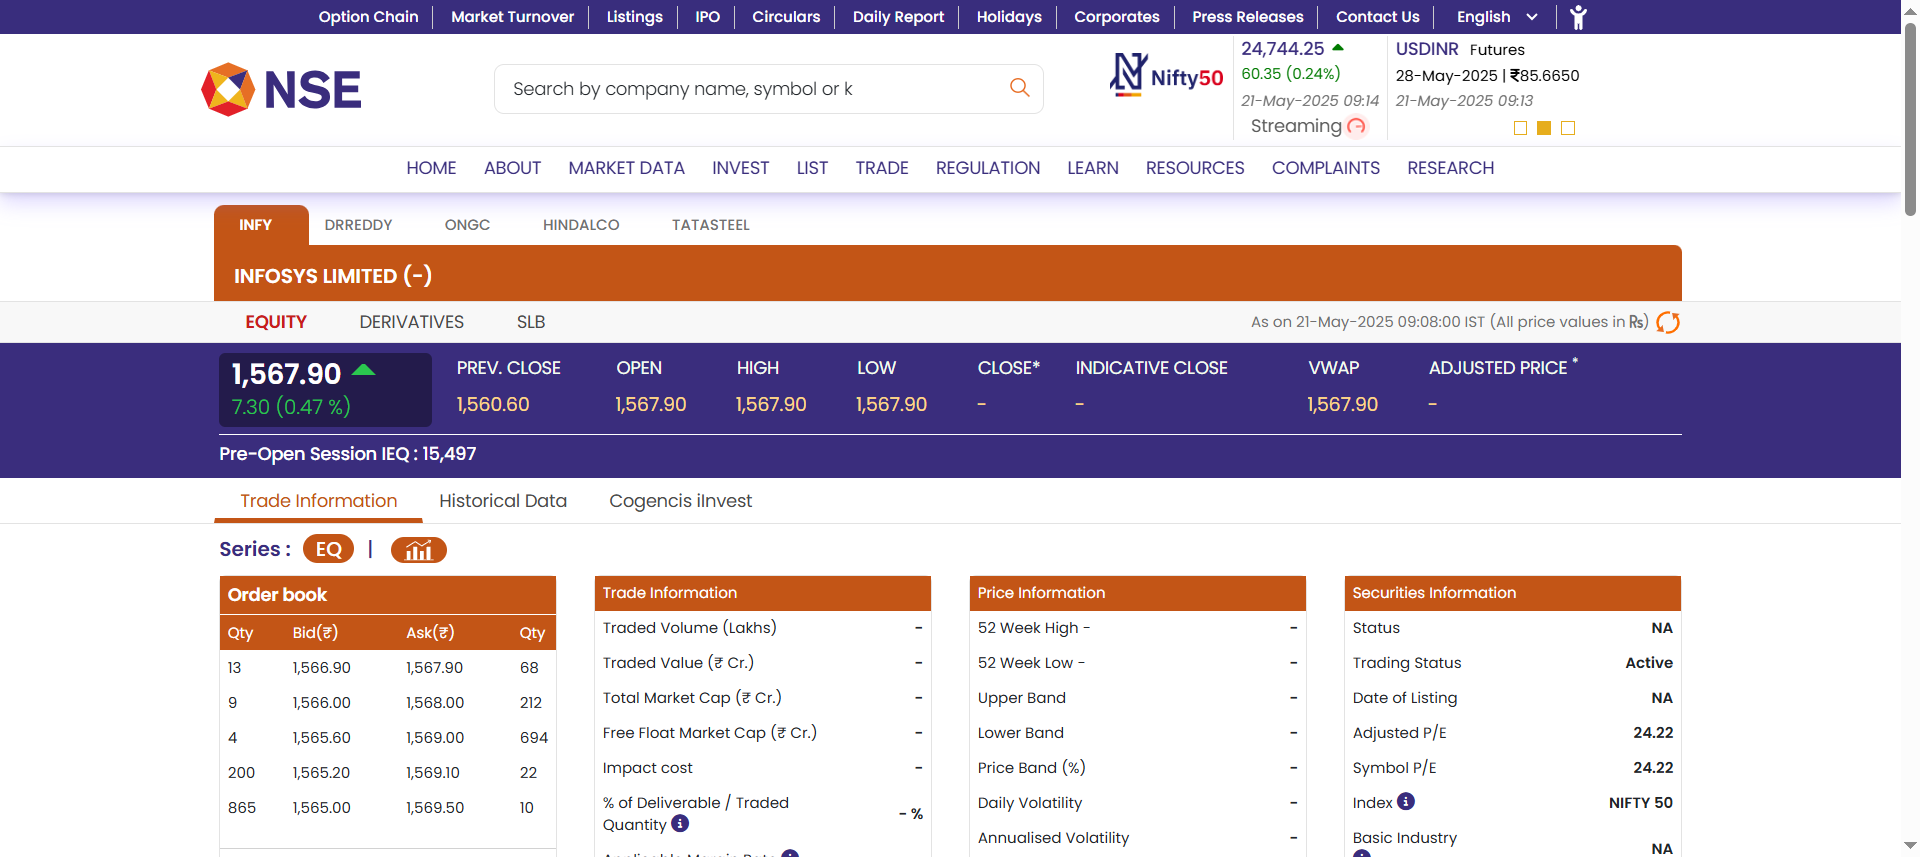 Option Chain Market Turnover Listings IPO Circulars Daily Report Holidays Corporates Press Releases Contact Us English
NSE
Search by company name, symbol or k
Nifty50
24,744.25
60.35 (0.24%)
21-May-2025 09:14
Streaming
USDINR Futures
28-May-2025 | ₹85.6650
21-May-2025 09:13
HOME ABOUT MARKET DATA INVEST LIST TRADE REGULATION LEARN RESOURCES COMPLAINTS RESEARCH
INFY DRREDDY ONGC HINDALCO TATASTEEL
INFOSYS LIMITED (-)
EQUITY DERIVATIVES SLB As on 21-May-2025 09:08:00 IST (All price values in ₨)
1,567.90
7.30 (0.47 %)
PREV. CLOSE OPEN HIGH LOW CLOSE* INDICATIVE CLOSE VWAP ADJUSTED PRICE *
1,560.60 1,567.90 1,567.90 1,567.90 - - 1,567.90 -
Pre-Open Session IEQ : 15,497
Trade Information Historical Data Cogencis iInvest
Series : EQ |
Order book
Qty Bid(₹) Ask(₹) Qty
13 1,566.90 1,567.90 68
9 1,566.00 1,568.00 212
4 1,565.60 1,569.00 694
200 1,565.20 1,569.10 22
865 1,565.00 1,569.50 10
Trade Information
Traded Volume (Lakhs) -
Traded Value (₹ Cr.) -
Total Market Cap (₹ Cr.) -
Free Float Market Cap (₹ Cr.) -
Impact cost -
% of Deliverable / Traded
Quantity - %
Price Information
52 Week High - -
52 Week Low - -
Upper Band -
Lower Band -
Price Band (%) -
Daily Volatility -
Annualised Volatility -
Securities Information
Status NA
Trading Status Active
Date of Listing NA
Adjusted P/E 24.22
Symbol P/E 24.22
Index NIFTY 50
Basic Industry NA